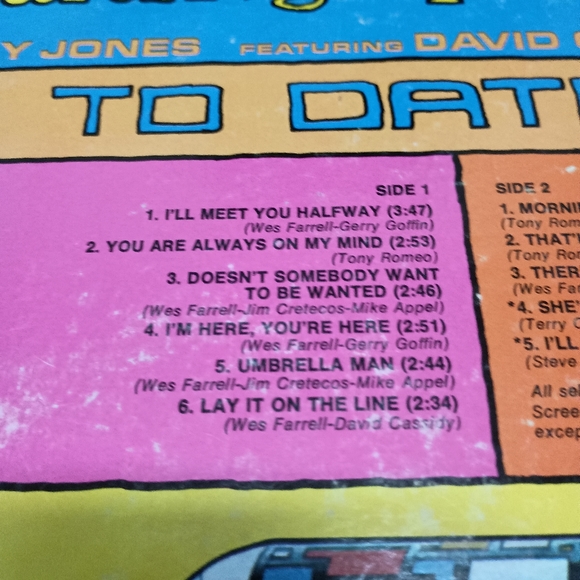 Y JONES FEATURING DAVID
TO DAT
SIDE 1
1. I'LL MEET YOU HALFWAY (3:47)
(Wes Farrell-Gerry Goffin)
2. YOU ARE ALWAYS ON MY MIND (2:53)
(Tony Romeo)
3. DOESN'T SOMEBODY WANT
TO BE WANTED (2:46)
(Wes Farrell-Jim Cretecos-Mike Appel)
4. I'M HERE, YOU'RE HERE (2:51)
(Wes Farrell-Gerry Goffin)
5. UMBRELLA MAN (2:44)
(Wes Farrell-Jim Cretecos-Mike Appel)
6. LAY IT ON THE LINE (2:34)
(Wes Farrell-David Cassidy)
SIDE 2
1. MORNI
(Tony Rom
2. THAT'
(Tony Ro
3. THER
(Wes Fa
*4. SHE'
(Terry
*5. I'LL
(Steve
All se
Scree
excep